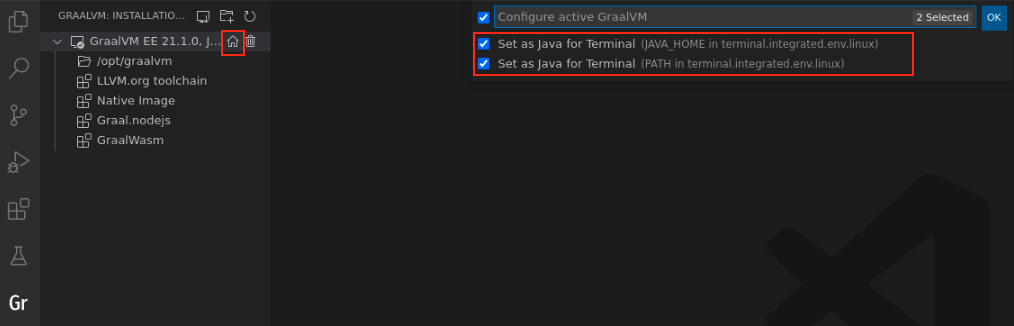 GRAALVM: INSTALLATIO...
GraalVM EE 21.1.0, J...
/opt/graalvm
LLVM.org toolchain
Native Image
Graal.nodejs
GraalWasm
Gr
Configure active GraalVM
2 Selected
OK
Set as Java for Terminal (JAVA_HOME in terminal.integrated.env.linux)
Set as Java for Terminal (PATH in terminal.integrated.env.linux)